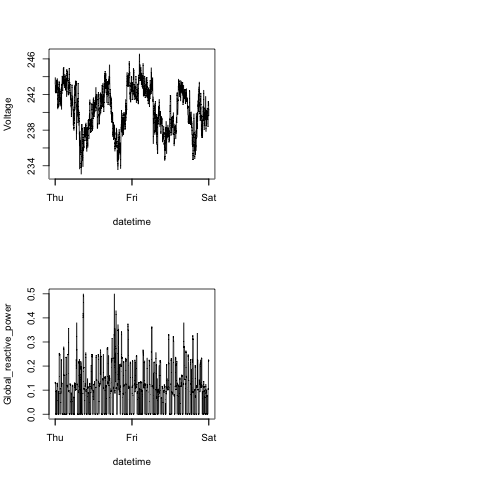 Voltage
246
242
238
234
Thu
Fri
Sat
datetime
Global_reactive_power
0.5
0.4
0.3
0.2
0.1
0.0
Thu
Fri
Sat
datetime